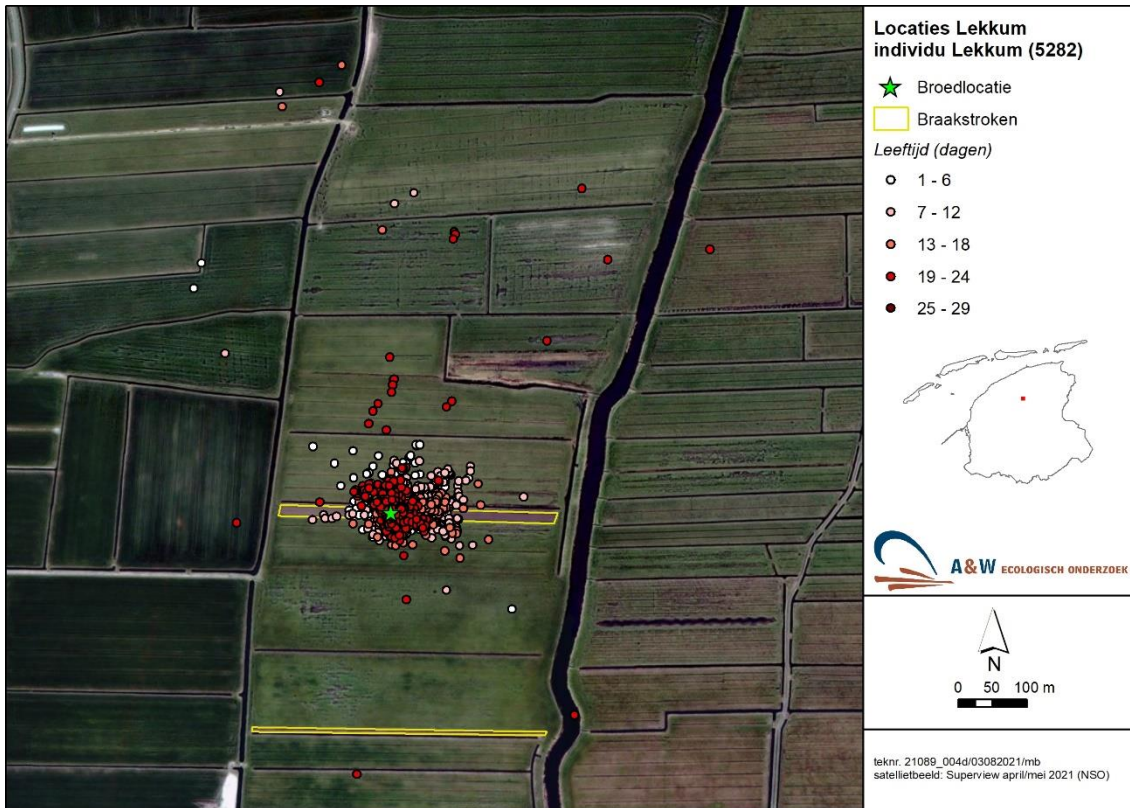 Locaties Lekkum
individu Lekkum (5282)
Broedlocatie
Braakstroken
Leeftijd (dagen)
1 - 6
7 - 12
13 - 18
19 - 24
25 - 29
A&W ECOLOGISCH ONDERZOEK
N
0 50 100 m
teknr. 21089_004d/03082021/mb
satellietbeeld: Superview april/mei 2021 (NSO)